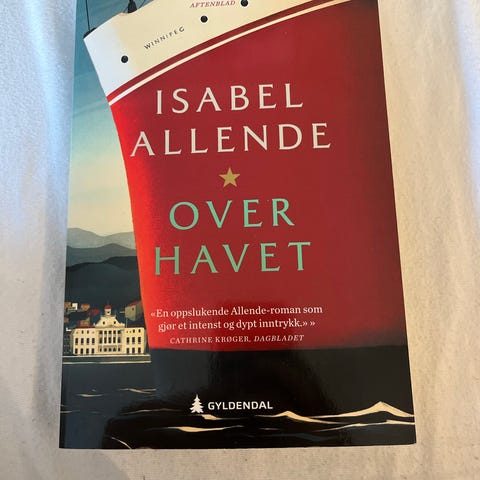 AFTENBLAD
WINNIPEG
ISABEL
ALLENDE
OVER
HAVET
«En oppslukende Allende-roman som
gjør et intenst og dypt inntrykk.» »
CATHRINE KRØGER, DAGBLADET
GYLDENDAL